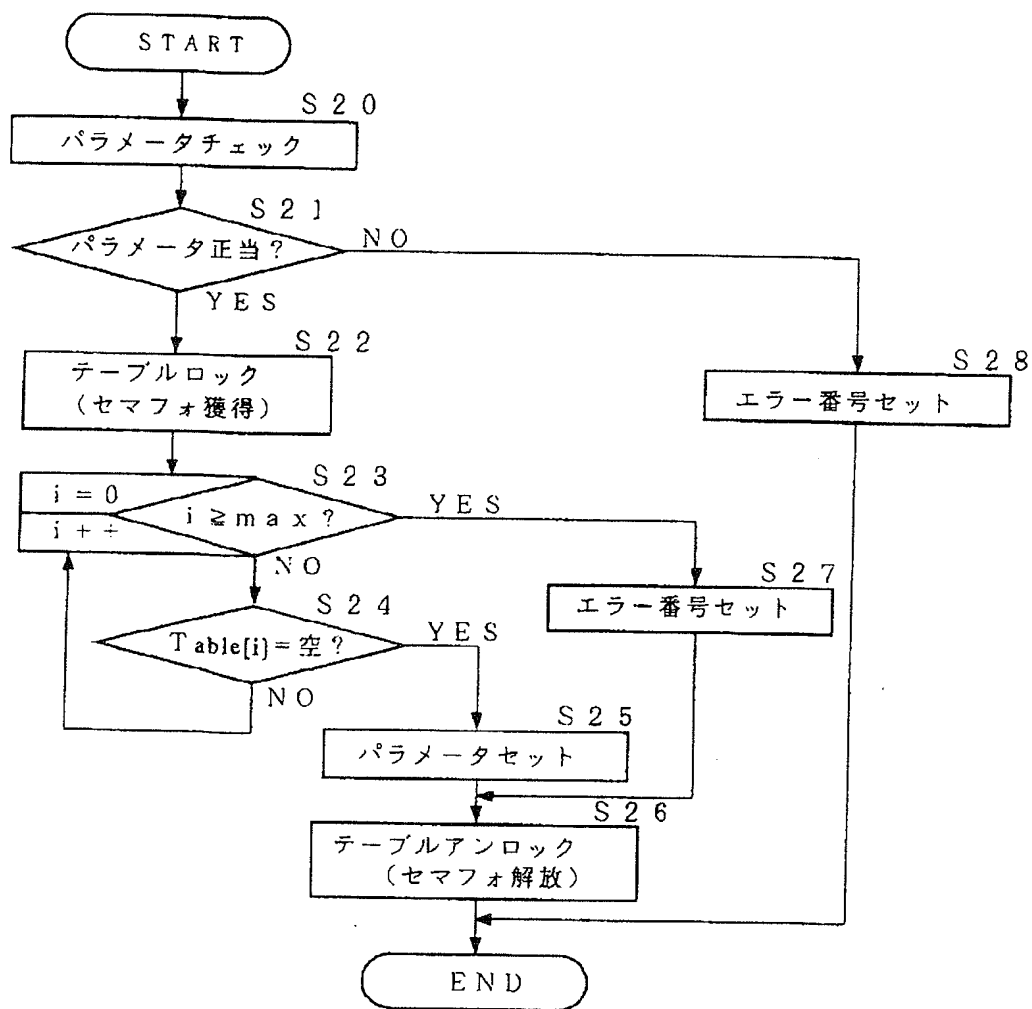 START
S20
パラメータチェック
S21
パラメータ正当?
NO
YES
S22
テーブルロック
(セマフォ獲得)
S28
エラー番号セット
S23
i=0
i≧max?
YES
i++
NO
S27
エラー番号セット
S24
Table[i]=空?
YES
NO
S25
パラメータセット
S26
テーブルアンロック
(セマフォ解放)
END